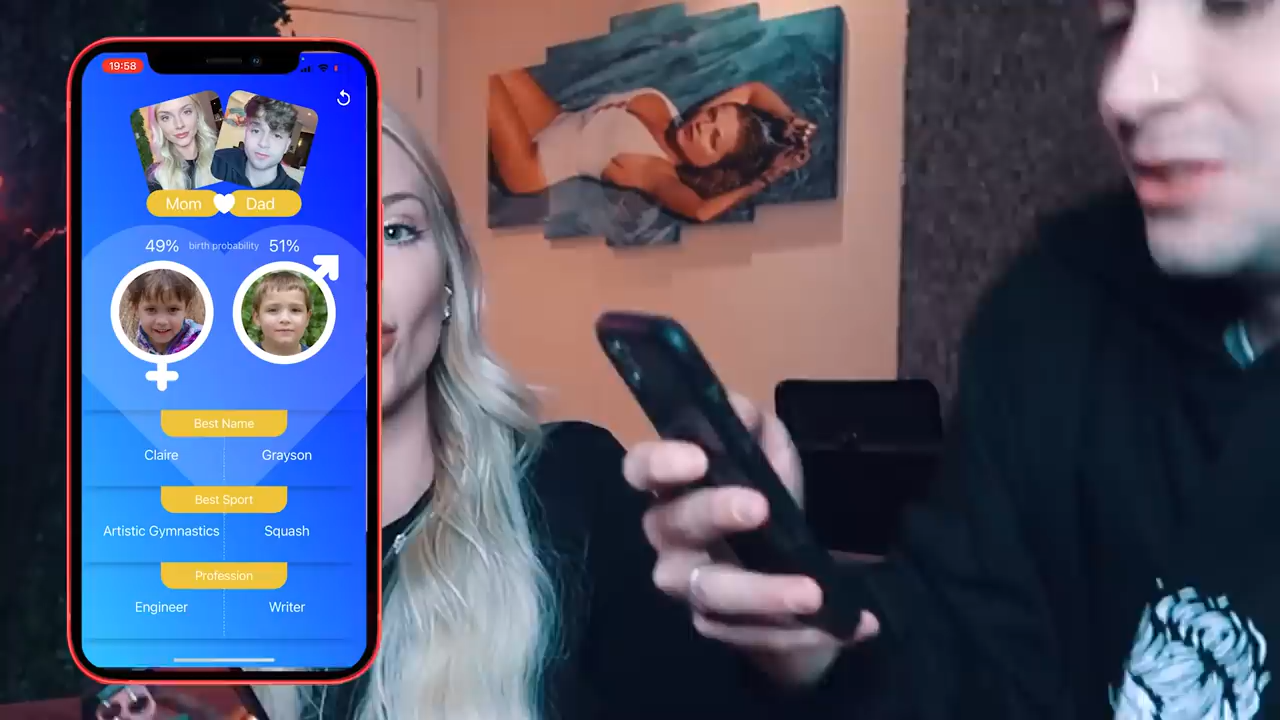 19:58
Mom Dad
49% birth probability 51%
Best Name
Claire Grayson
Best Sport
Artistic Gymnastics Squash
Profession
Engineer Writer